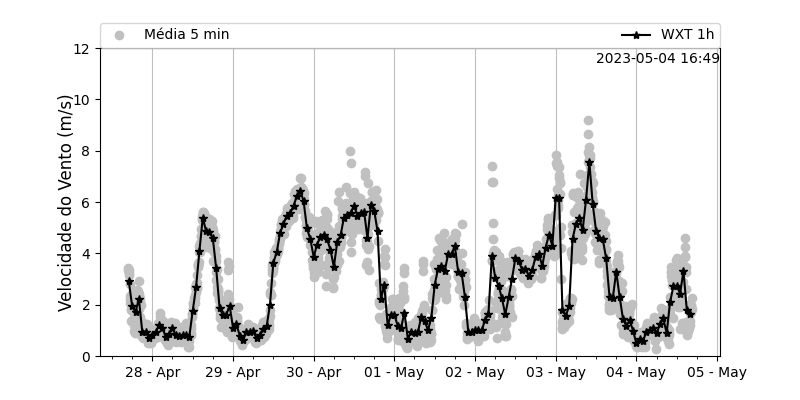 Média 5 min
WXT 1h
2023-05-04 16:49
Velocidade do Vento (m/s)
12
10
8
6
4
2
0
28 - Apr
29 - Apr
30 - Apr
01 - May
02 - May
03 - May
04 - May
05 - May